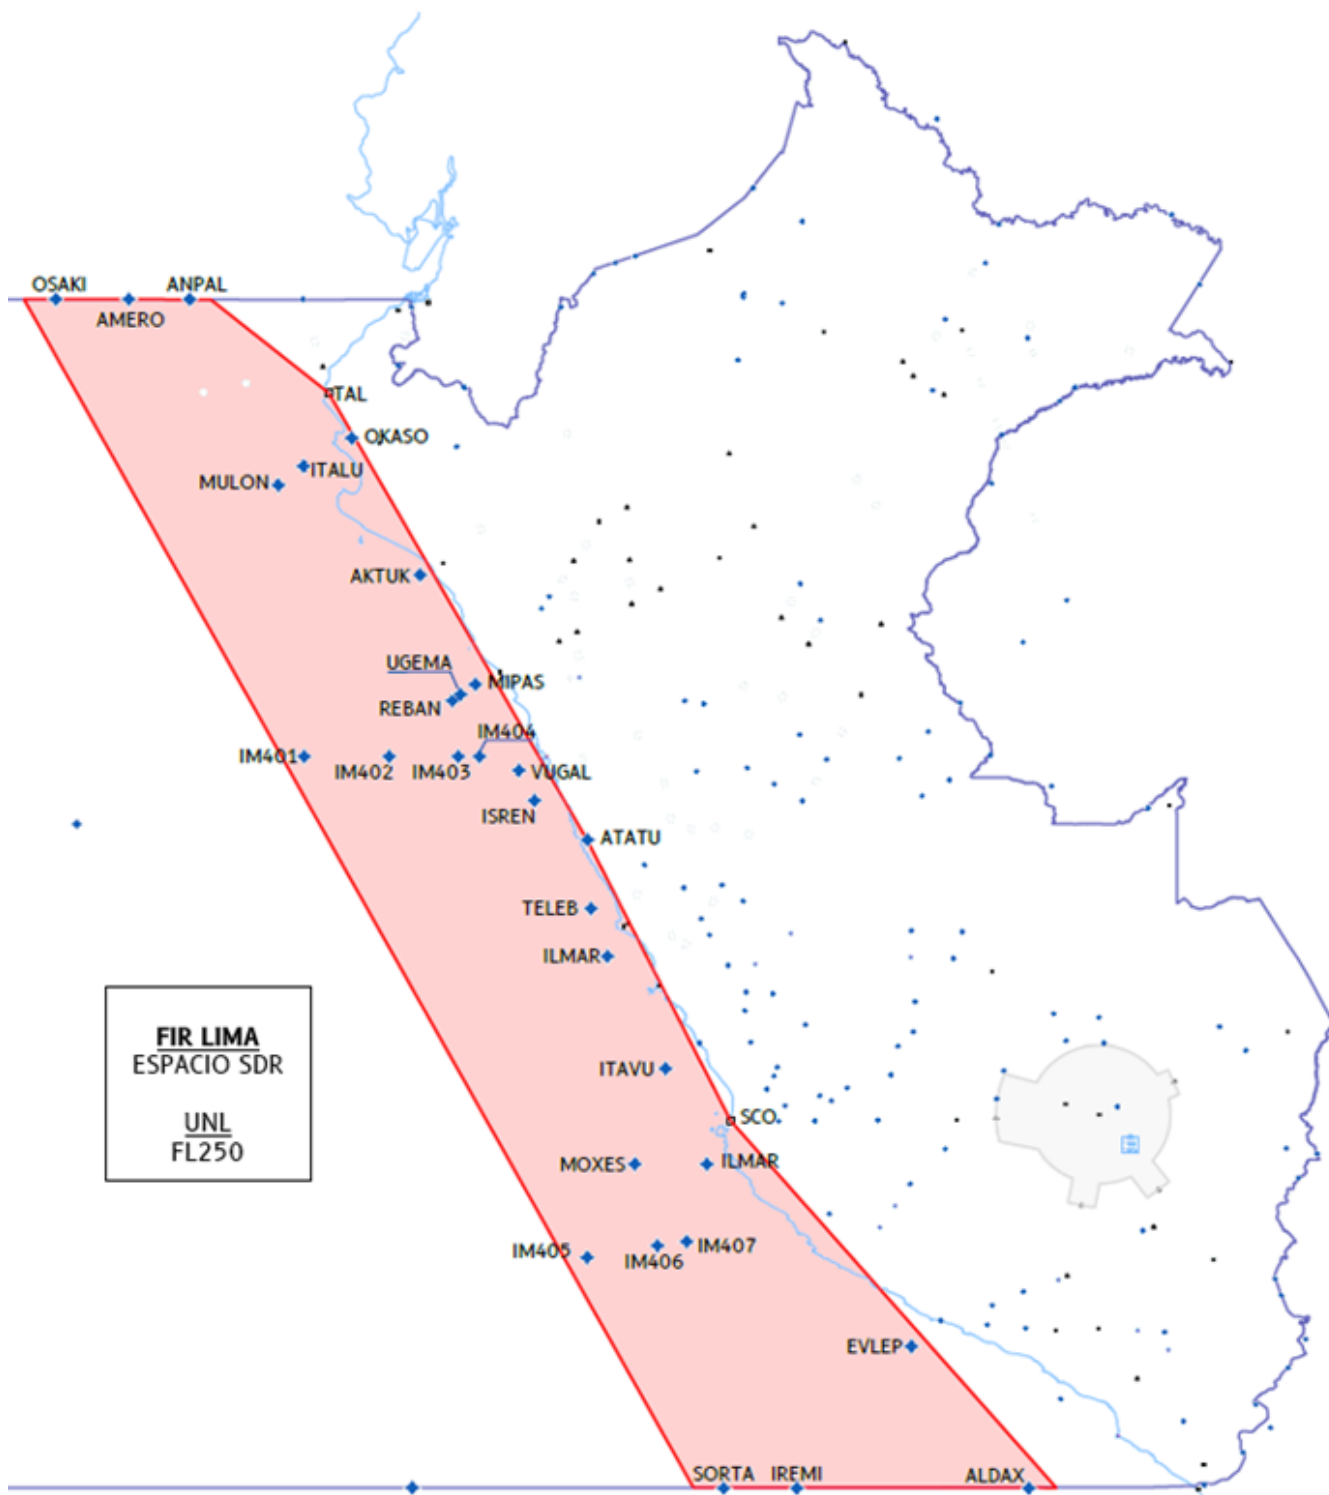 OSAKI
ANPAL
AMERO
TAL
OKASO
ITALU
MULON
AKTUK
UGEMA
MIPAS
REBAN
IM404
IM401
IM402
IM403
VUGAL
ISREN
ATATU
TELEB
ILMAR
FIR LIMA
ESPACIO SDR
UNL
FL250
ITAVU
SCO
MOXES
ILMAR
IM405
IM406
IM407
EVLEP
SORTA
IREMI
ALDAX